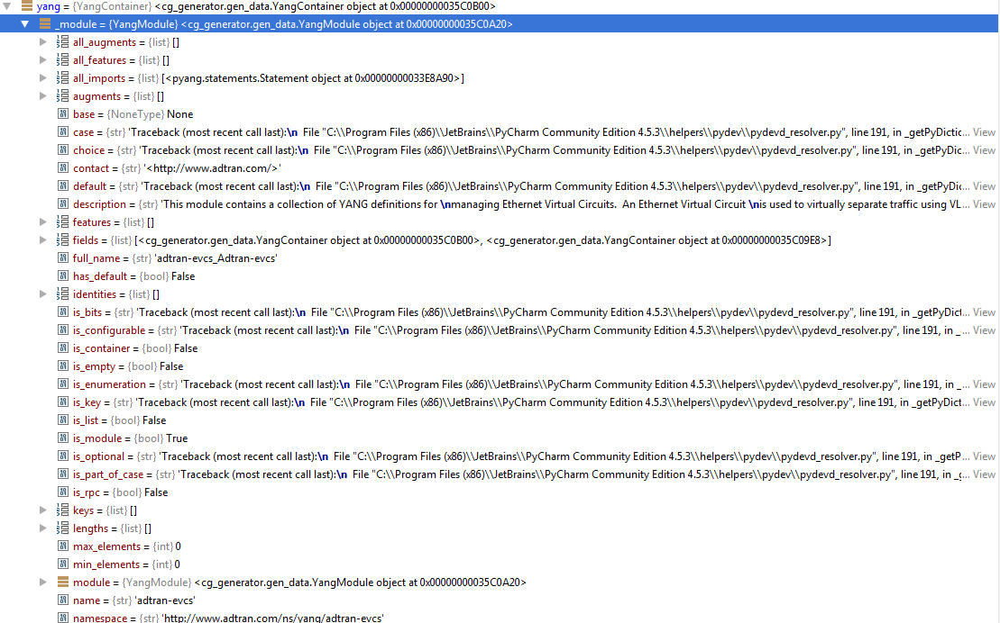 yang = {YangContainer} <cg_generator.gen_data.YangContainer object at 0x00000000035C0B00>
_module = {YangModule} <cg_generator.gen_data.YangModule object at 0x00000000035C0A20>
all_augments = {list} []
all_features = {list} []
all_imports = {list} [<pyang.statements.Statement object at 0x00000000033E8A90>]
augments = {list} []
base = {NoneType} None
case = {str} 'Traceback (most recent call last):\n  File "C:\\Program Files (x86)\\JetBrains\\PyCharm Community Edition 4.5.3\\helpers\\pydev\\pydevd_resolver.py", line 191, in _getPyDictic... View
choice = {str} 'Traceback (most recent call last):\n  File "C:\\Program Files (x86)\\JetBrains\\PyCharm Community Edition 4.5.3\\helpers\\pydev\\pydevd_resolver.py", line 191, in _getPyDic... View
contact = {str} '<http://www.adtran.com/>'
default = {str} 'Traceback (most recent call last):\n  File "C:\\Program Files (x86)\\JetBrains\\PyCharm Community Edition 4.5.3\\helpers\\pydev\\pydevd_resolver.py", line 191, in _getPyDi... View
description = {str} 'This module contains a collection of YANG definitions for \nmanaging Ethernet Virtual Circuits.  An Ethernet Virtual Circuit \nis used to virtually separate traffic using VL... View
features = {list} []
fields = {list} [<cg_generator.gen_data.YangContainer object at 0x00000000035C0B00>, <cg_generator.gen_data.YangContainer object at 0x00000000035C09E8>]
full_name = {str} 'adtran-evcs_Adtran-evcs'
has_default = {bool} False
identities = {list} []
is_bits = {str} 'Traceback (most recent call last):\n  File "C:\\Program Files (x86)\\JetBrains\\PyCharm Community Edition 4.5.3\\helpers\\pydev\\pydevd_resolver.py", line 191, in _getPyDict... View
is_configurable = {str} 'Traceback (most recent call last):\n  File "C:\\Program Files (x86)\\JetBrains\\PyCharm Community Edition 4.5.3\\helpers\\pydev\\pydevd_resolver.py", line 191, in _... View
is_container = {bool} False
is_empty = {bool} False
is_enumeration = {str} 'Traceback (most recent call last):\n  File "C:\\Program Files (x86)\\JetBrains\\PyCharm Community Edition 4.5.3\\helpers\\pydev\\pydevd_resolver.py", line 191, in _... View
is_key = {str} 'Traceback (most recent call last):\n  File "C:\\Program Files (x86)\\JetBrains\\PyCharm Community Edition 4.5.3\\helpers\\pydev\\pydevd_resolver.py", line 191, in _getPyDict... View
is_list = {bool} False
is_module = {bool} True
is_optional = {str} 'Traceback (most recent call last):\n  File "C:\\Program Files (x86)\\JetBrains\\PyCharm Community Edition 4.5.3\\helpers\\pydev\\pydevd_resolver.py", line 191, in _getP... View
is_part_of_case = {str} 'Traceback (most recent call last):\n  File "C:\\Program Files (x86)\\JetBrains\\PyCharm Community Edition 4.5.3\\helpers\\pydev\\pydevd_resolver.py", line 191, in _g... View
is_rpc = {bool} False
keys = {list} []
lengths = {list} []
max_elements = {int} 0
min_elements = {int} 0
module = {YangModule} <cg_generator.gen_data.YangModule object at 0x00000000035C0A20>
name = {str} 'adtran-evcs'
namespace = {str} 'http://www.adtran.com/ns/yang/adtran-evcs'